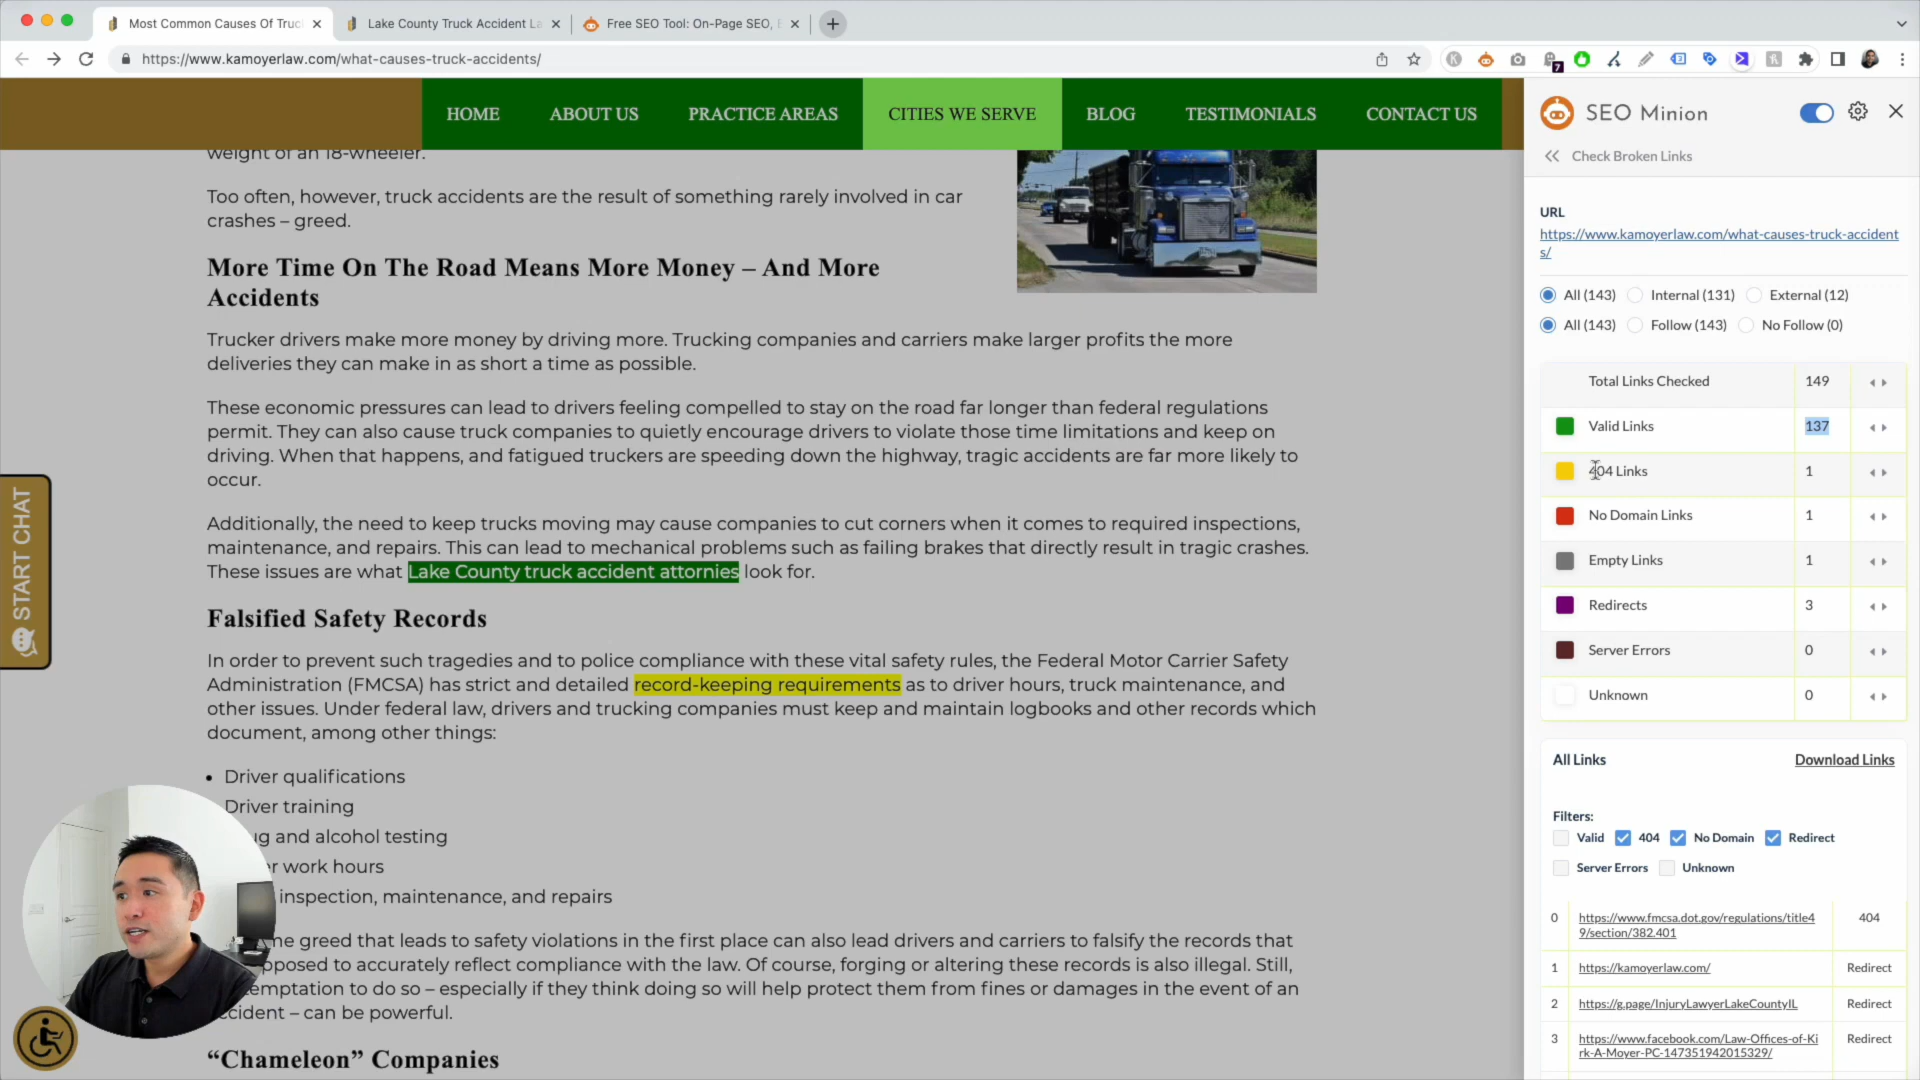 Most Common Causes Of Truc
Lake County Truck Accident La
Free SEO Tool: On-Page SEO,
https://www.kamoyerlaw.com/what-causes-truck-accidents/
7
HOME
ABOUT US
PRACTICE AREAS
CITIES WE SERVE
BLOG
TESTIMONIALS
CONTACT US
weight of an 18-wheeler.
Too often, however, truck accidents are the result of something rarely involved in car
crashes – greed.
More Time On The Road Means More Money – And More
Accidents
Trucker drivers make more money by driving more. Trucking companies and carriers make larger profits the more
deliveries they can make in as short a time as possible.
These economic pressures can lead to drivers feeling compelled to stay on the road far longer than federal regulations
permit. They can also cause truck companies to quietly encourage drivers to violate those time limitations and keep on
driving. When that happens, and fatigued truckers are speeding down the highway, tragic accidents are far more likely to
occur.
Additionally, the need to keep trucks moving may cause companies to cut corners when it comes to required inspections,
maintenance, and repairs. This can lead to mechanical problems such as failing brakes that directly result in tragic crashes.
These issues are what Lake County truck accident attornies look for.
Falsified Safety Records
In order to prevent such tragedies and to police compliance with these vital safety rules, the Federal Motor Carrier Safety
Administration (FMCSA) has strict and detailed record-keeping requirements as to driver hours, truck maintenance, and
other issues. Under federal law, drivers and trucking companies must keep and maintain logbooks and other records which
document, among other things:
• Driver qualifications
Driver training
ug and alcohol testing
r work hours
inspection, maintenance, and repairs
he greed that leads to safety violations in the first place can also lead drivers and carriers to falsify the records that
pposed to accurately reflect compliance with the law. Of course, forging or altering these records is also illegal. Still,
emptation to do so – especially if they think doing so will help protect them from fines or damages in the event of an
ccident – can be powerful.
“Chameleon” Companies
START CHAT
SEO Minion
Check Broken Links
URL
https://www.kamoyerlaw.com/what-causes-truck-accident
s/
All (143) Internal (131) External (12)
All (143) Follow (143) No Follow (0)
Total Links Checked 149
Valid Links 137
404 Links 1
No Domain Links 1
Empty Links 1
Redirects 3
Server Errors 0
Unknown 0
All Links Download Links
Filters:
Valid 404 No Domain Redirect
Server Errors Unknown
0 https://www.fmcsa.dot.gov/regulations/title4 404
9/section/382.401
1 https://kamoyerlaw.com/ Redirect
2 https://g.page/InjuryLawyerLakeCountyIL Redirect
3 https://www.facebook.com/Law-Offices-of-Ki Redirect
rk-A-Moyer-PC-147351942015329/